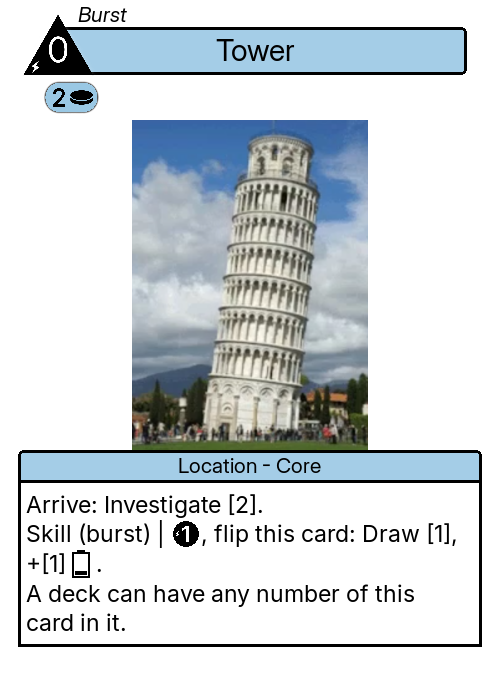 Burst
0
Tower
2
Location - Core
Arrive: Investigate [2].
Skill (burst) | 1, flip this card: Draw [1],
+[1] .
A deck can have any number of this
card in it.